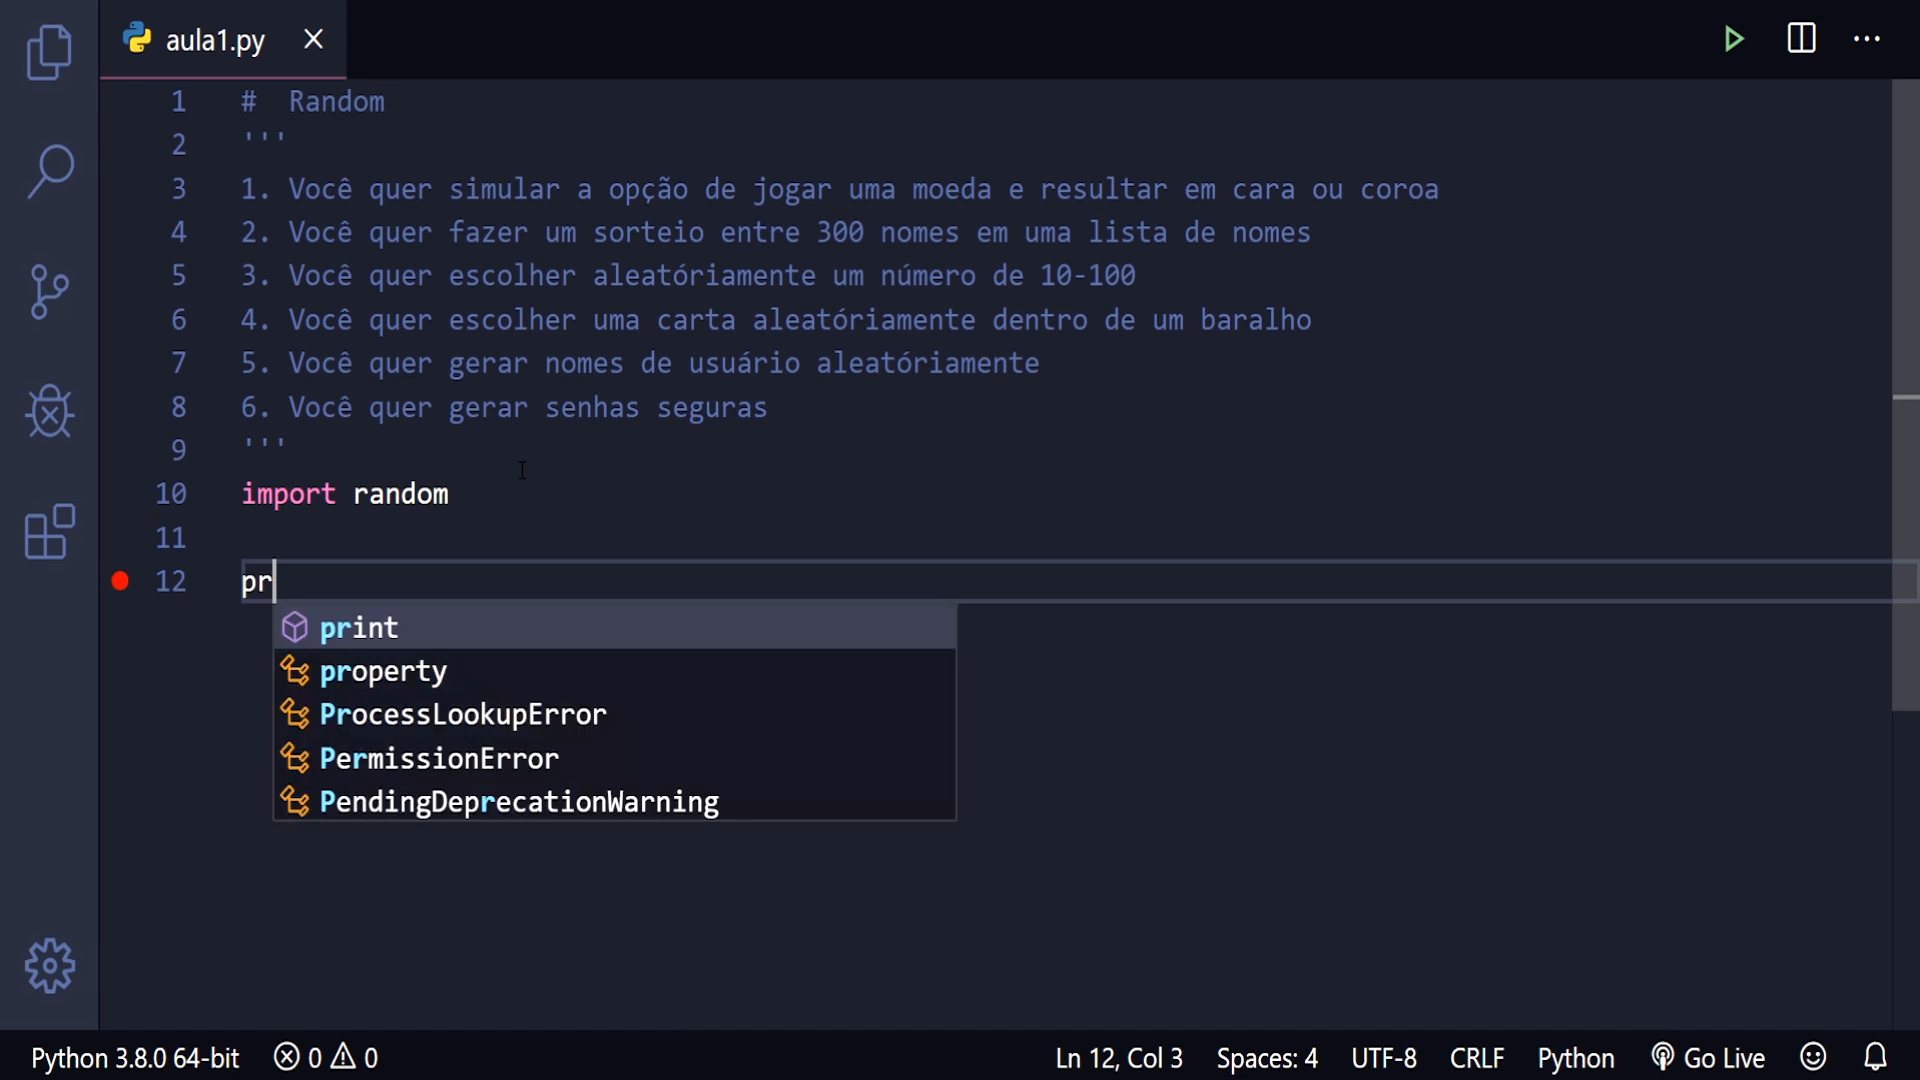 aula1.py
1 # Random
2 '''
3 1. Você quer simular a opção de jogar uma moeda e resultar em cara ou coroa
4 2. Você quer fazer um sorteio entre 300 nomes em uma lista de nomes
5 3. Você quer escolher aleatóriamente um número de 10-100
6 4. Você quer escolher uma carta aleatóriamente dentro de um baralho
7 5. Você quer gerar nomes de usuário aleatóriamente
8 6. Você quer gerar senhas seguras
9 '''
10 import random
11
12 pr
print
property
ProcessLookupError
PermissionError
PendingDeprecationWarning
Python 3.8.0 64-bit 0 0 Ln 12, Col 3 Spaces: 4 UTF-8 CRLF Python Go Live